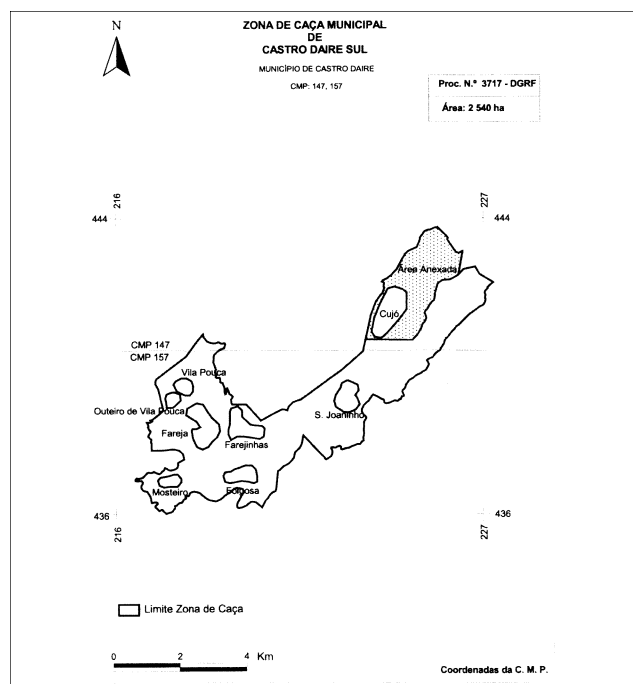 N
ZONA DE CAÇA MUNICIPAL
DE
CASTRO DAIRE SUL
MUNICÍPIO DE CASTRO DAIRE
CMP: 147, 157
Proc. N.º 3717 - DGRF
Área: 2 540 ha
216
227
444
444
Área Anexada
Cujó
CMP 147
CMP 157
Vila Pouca
Outeiro de Vila Pouca
S. Joaninho
Fareja
Farejinhas
Mosteiro
Folgosa
436
436
216
227
Limite Zona de Caça
0 2 4 Km
Coordenadas da C. M. P.